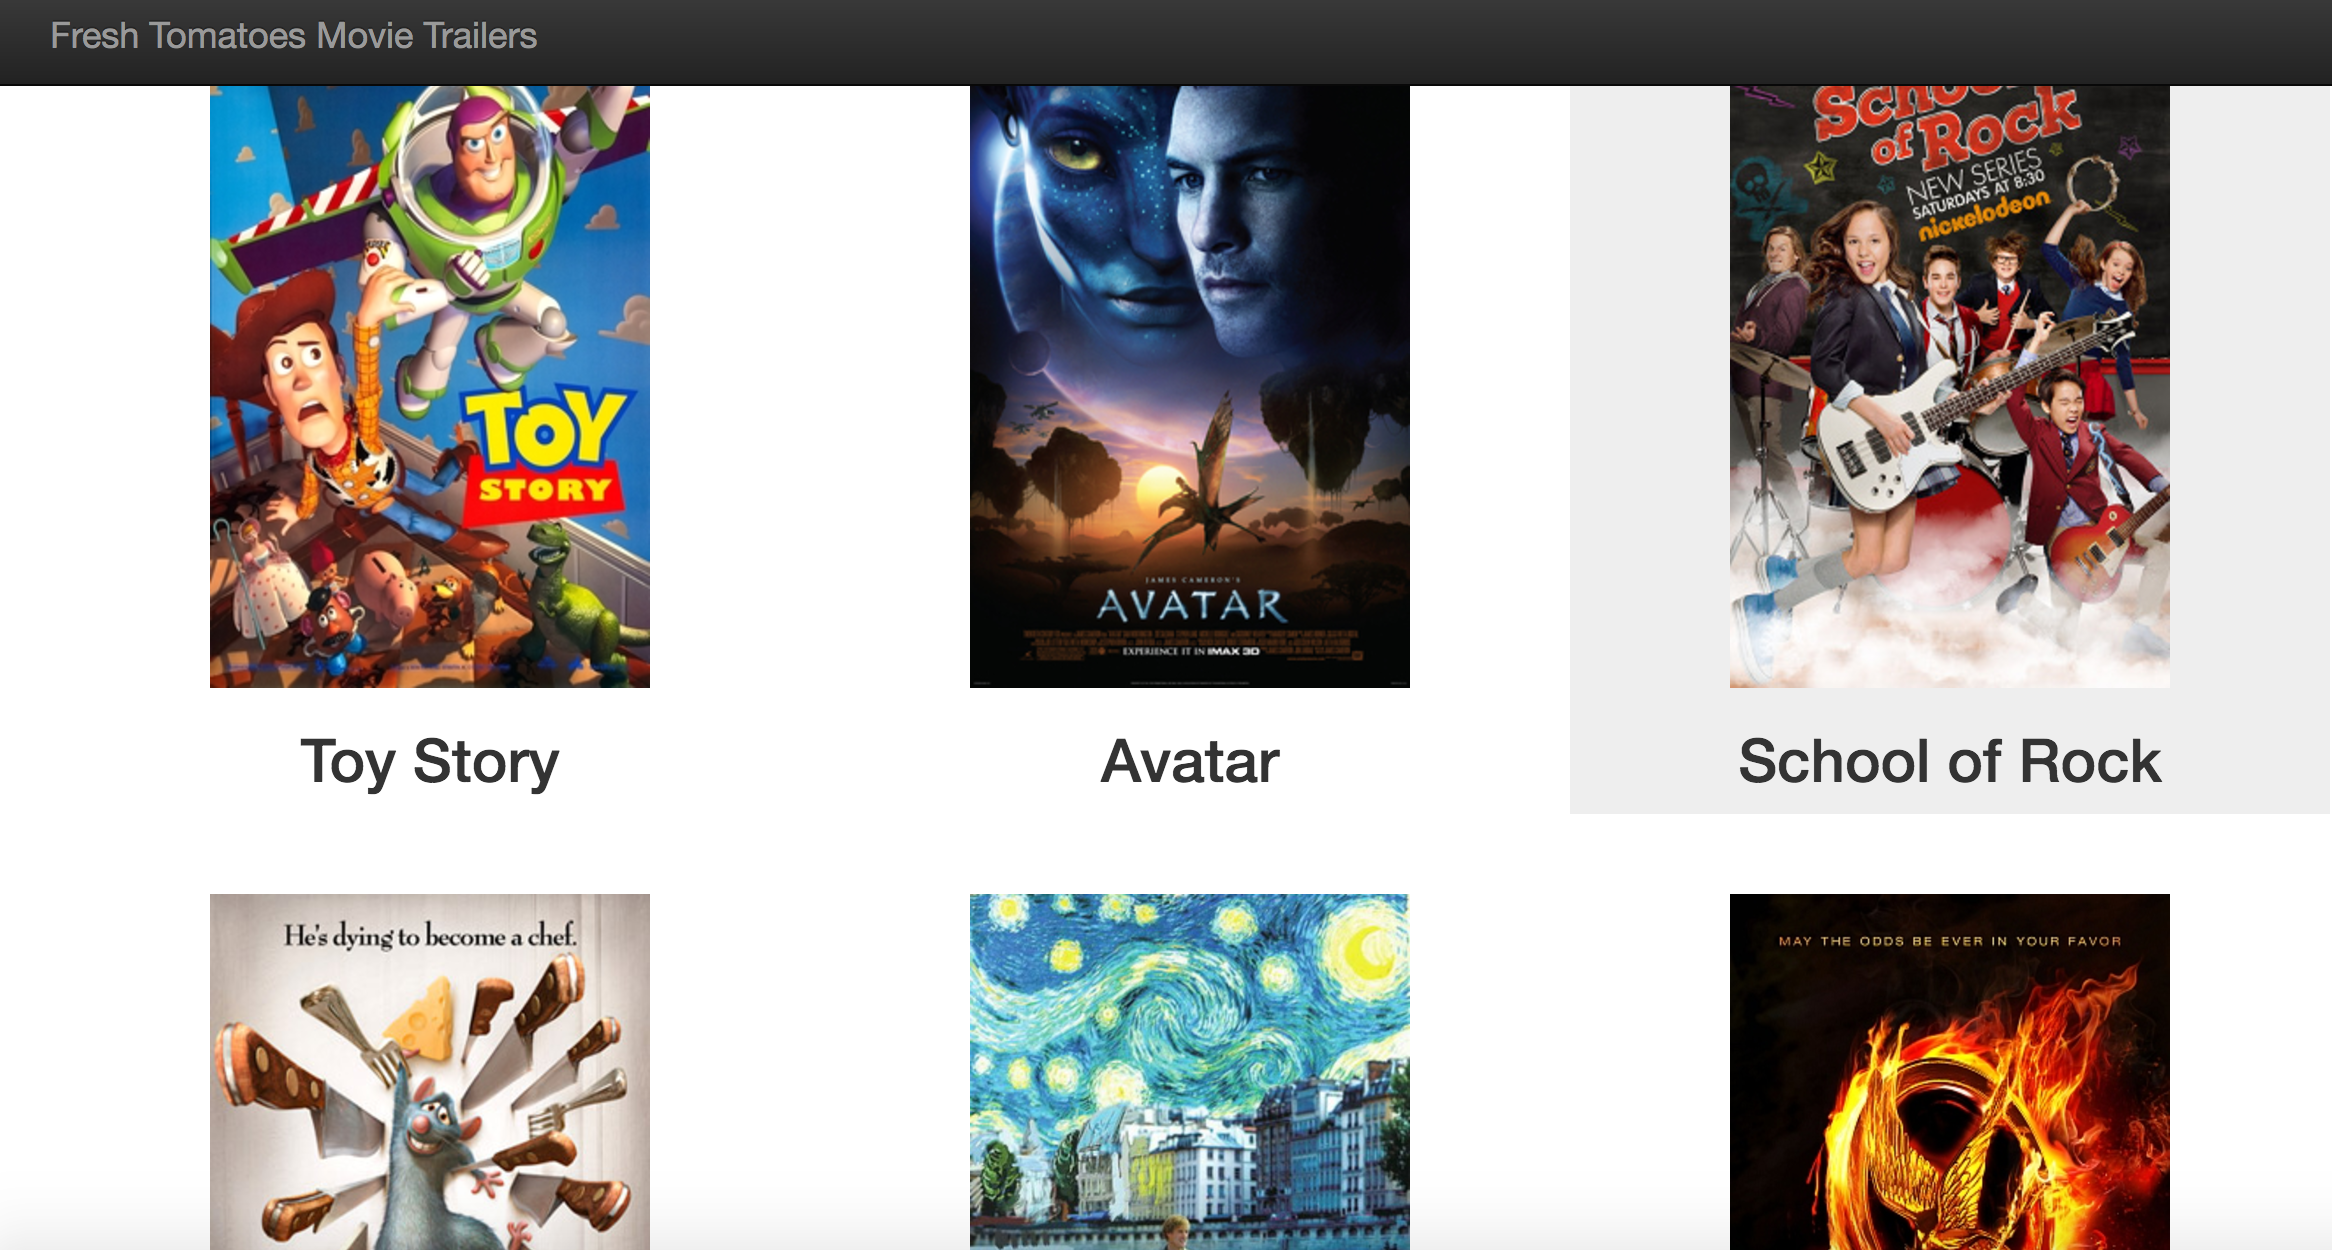 Fresh Tomatoes Movie Trailers
TOY
STORY
JAMES CAMERON'S
AVATAR
EXPERIENCE IT IN IMAX 3D
of Rock
NEW SERIES
SATURDAYS AT 8:30
nickelodeon
Toy Story
Avatar
School of Rock
He's dying to become a chef.
MAY THE ODDS BE EVER IN YOUR FAVOR